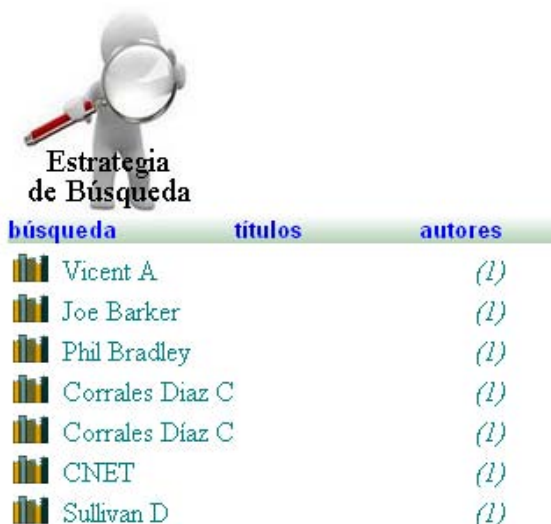 Estrategia
de Búsqueda
búsqueda títulos autores
Vicent A (1)
Joe Barker (1)
Phil Bradley (1)
Corrales Diaz C (1)
Corrales Díaz C (1)
CNET (1)
Sullivan D (1)